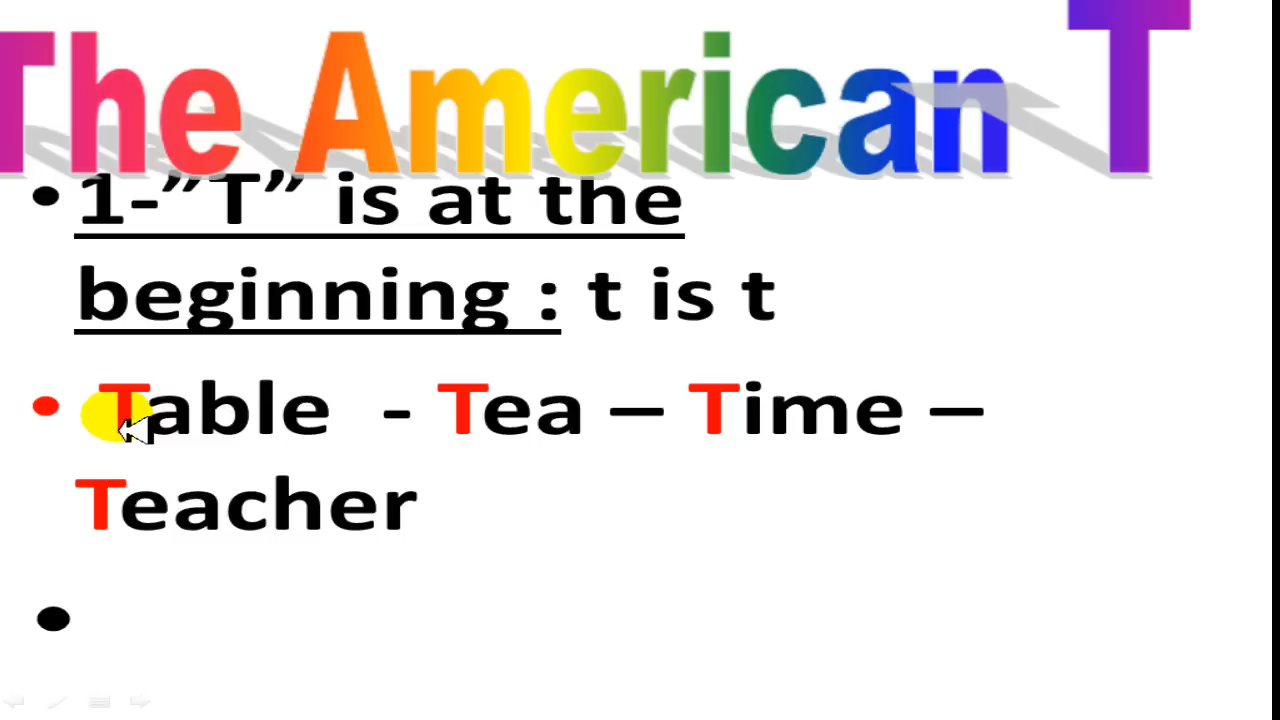 The American T
• 1-”T” is at the
beginning : t is t
• Table - Tea – Time –
Teacher
•